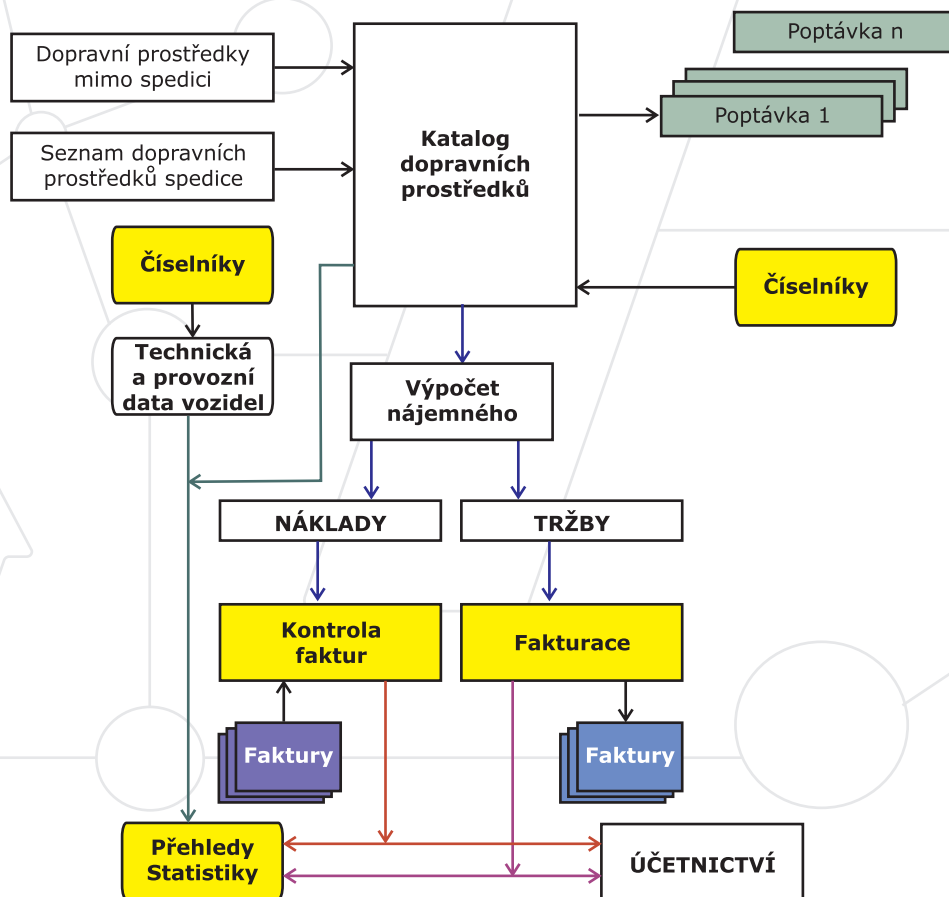 Poptávka n
Dopravní prostředky
mimo spedici
Poptávka 1
Katalog
dopravních
prostředků
Seznam dopravních
prostředků spedice
Číselníky
Číselníky
Technická
a provozní
data vozidel
Výpočet
nájemného
NÁKLADY
TRŽBY
Kontrola
faktur
Fakturace
Faktury
Faktury
Přehledy
Statistiky
ÚČETNICTVÍ